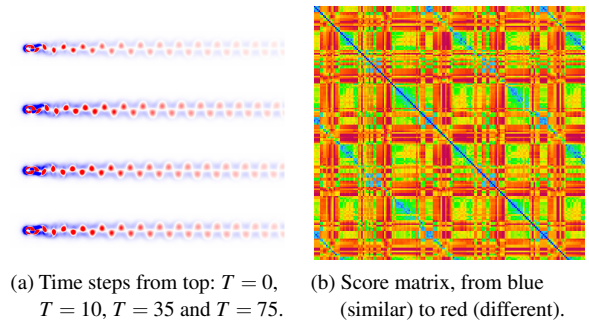 (a) Time steps from top: T = 0,
T = 10, T = 35 and T = 75.
(b) Score matrix, from blue
(similar) to red (different).